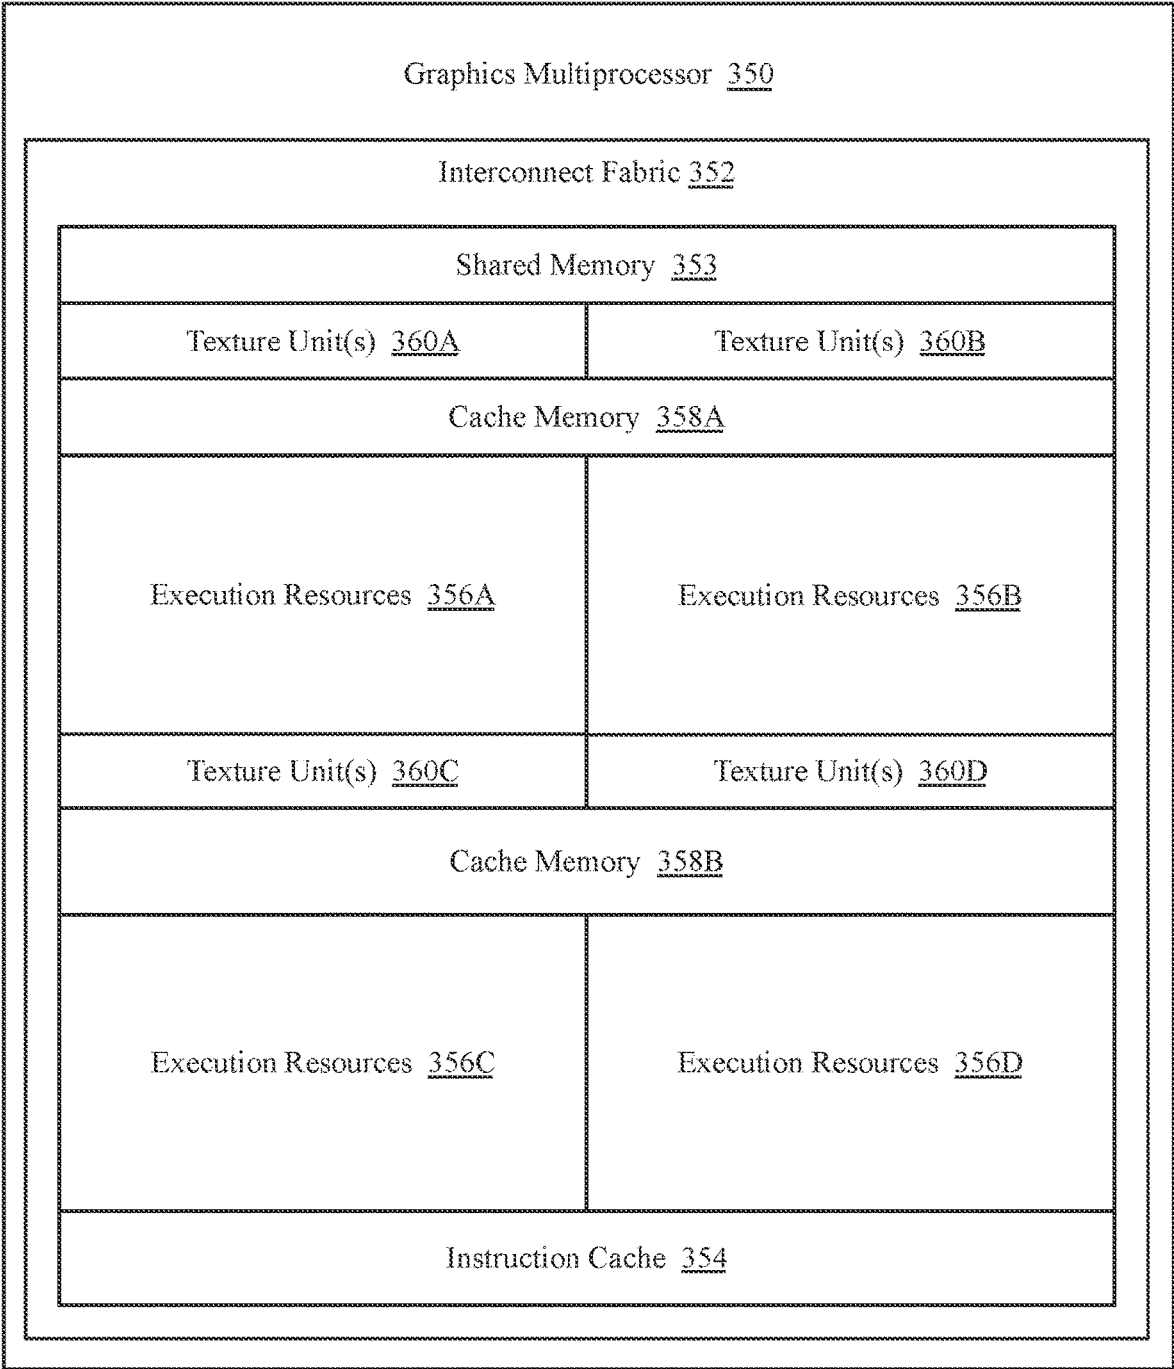 Graphics Multiprocessor 350
Interconnect Fabric 352
Shared Memory 353
Texture Unit(s) 360A
Texture Unit(s) 360B
Cache Memory 358A
Execution Resources 356A
Execution Resources 356B
Texture Unit(s) 360C
Texture Unit(s) 360D
Cache Memory 358B
Execution Resources 356C
Execution Resources 356D
Instruction Cache 354